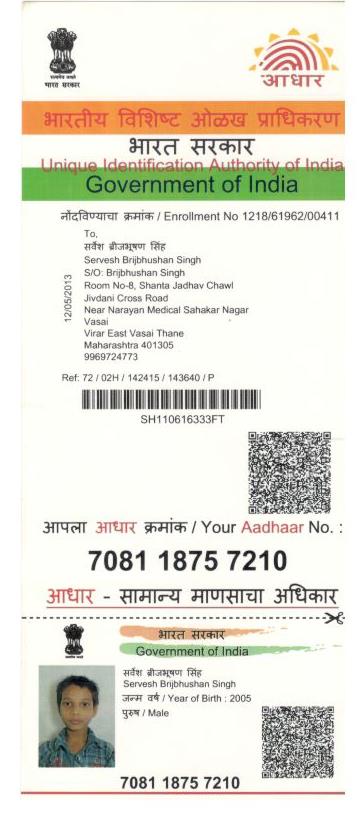 सत्यमेव जयते
भारत सरकार
आधार
भारतीय विशिष्ट ओळख प्राधिकरण
भारत सरकार
Unique Identification Authority of India
Government of India
नोंदविण्याचा क्रमांक / Enrollment No 1218/61962/00411
To,
सर्वेश ब्रीजभूषण सिंह
Servesh Brijbhushan Singh
S/O: Brijbhushan Singh
Room No-8, Shanta Jadhav Chawl
Jivdani Cross Road
Near Narayan Medical Sahakar Nagar
Vasai
Virar East Vasai Thane
Maharashtra 401305
9969724773
12/05/2013
Ref: 72 / 02H / 142415 / 143640 / P
SH110616333FT
आपला आधार क्रमांक / Your Aadhaar No. :
7081 1875 7210
आधार - सामान्य माणसाचा अधिकार
भारत सरकार
Government of India
सर्वेश ब्रीजभूषण सिंह
Servesh Brijbhushan Singh
जन्म वर्ष / Year of Birth : 2005
पुरुष / Male
7081 1875 7210